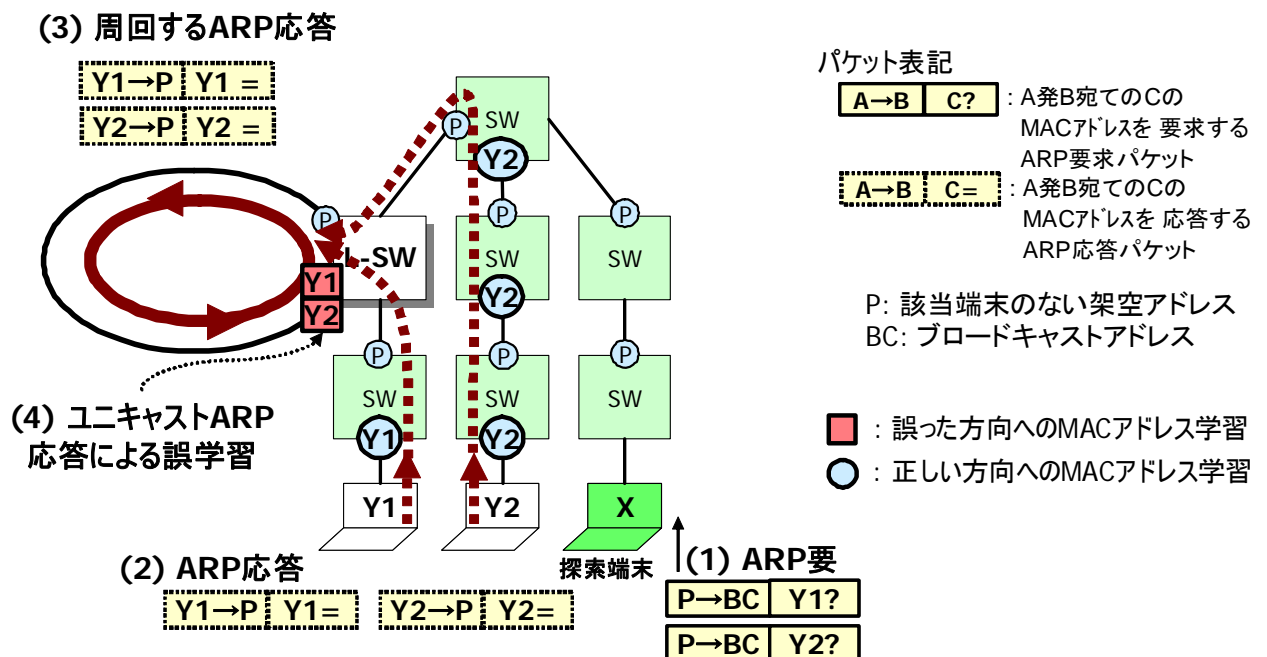 (3) 周回するARP応答
Y1→P Y1 =
Y2→P Y2 =
パケット表記
A→B C? : A発B宛てのCの
MACアドレスを 要求する
ARP要求パケット
A→B C= : A発B宛てのCの
MACアドレスを 応答する
ARP応答パケット
P: 該当端末のない架空アドレス
BC: ブロードキャストアドレス
: 誤った方向へのMACアドレス学習
: 正しい方向へのMACアドレス学習
P SW
Y2
P L-SW
Y1
Y2
P SW
Y2
P SW
P SW
Y1
P SW
Y2
P SW
(4) ユニキャストARP
応答による誤学習
Y1 Y2 X
探索端末
(2) ARP応答
Y1→P Y1= Y2→P Y2=
(1) ARP要
P→BC Y1?
P→BC Y2?